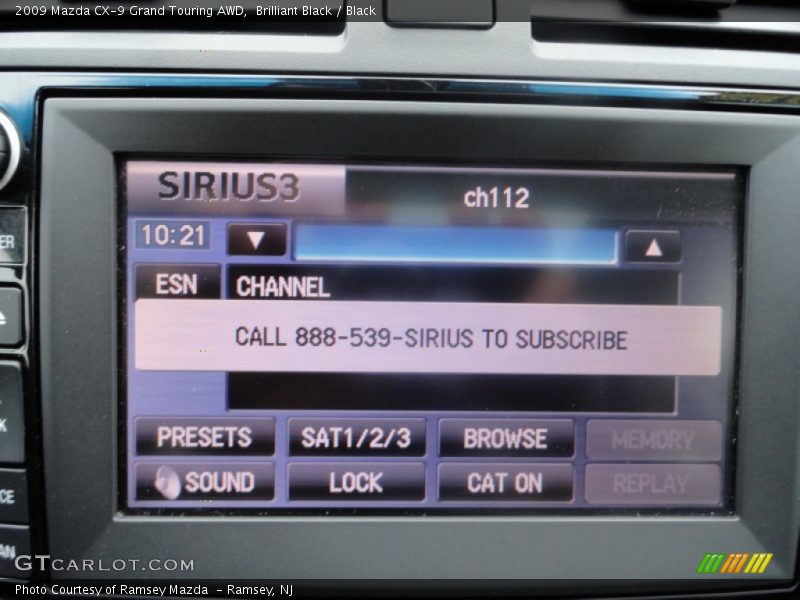 2009 Mazda CX-9 Grand Touring AWD, Brilliant Black / Black
SIRIUS3
ch112
10:21
▼
▲
ESN
CHANNEL
CALL 888-539-SIRIUS TO SUBSCRIBE
PRESETS
SAT1/2/3
BROWSE
MEMORY
SOUND
LOCK
CAT ON
REPLAY
GTCARLOT.COM
Photo Courtesy of Ramsey Mazda - Ramsey, NJ